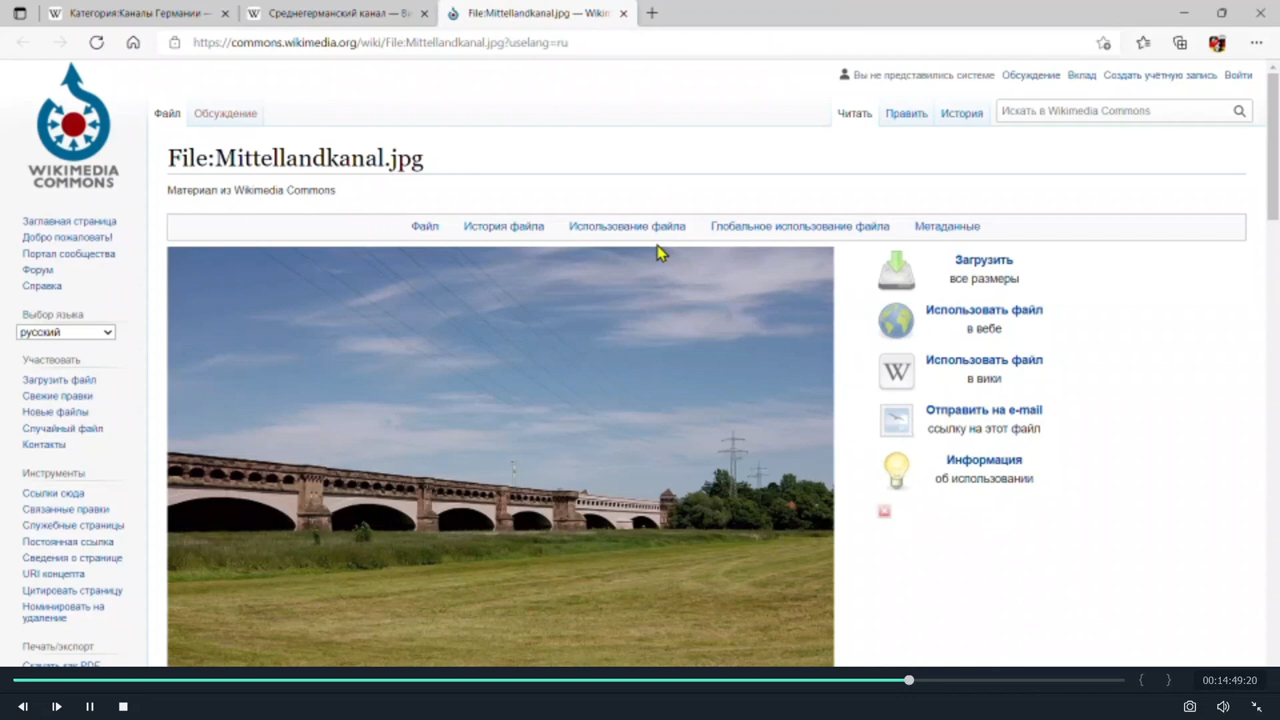 Категория:Каналы Германии —
Среднегерманский канал — Ви
File:Mittellandkanal.jpg — Wikim
https://commons.wikimedia.org/wiki/File:Mittellandkanal.jpg?uselang=ru
Вы не представились системе Обсуждение Вклад Создать учётную запись Войти
Файл Обсуждение Читать Править История Искать в Wikimedia Commons
WIKIMEDIA
COMMONS
File:Mittellandkanal.jpg
Материал из Wikimedia Commons
Файл История файла Использование файла Глобальное использование файла Метаданные
Заглавная страница
Добро пожаловать!
Портал сообщества
Форум
Справка
Выбор языка
русский
Участвовать
Загрузить файл
Свежие правки
Новые файлы
Случайный файл
Контакты
Инструменты
Ссылки сюда
Связанные правки
Служебные страницы
Постоянная ссылка
Сведения о странице
URI концепта
Цитировать страницу
Номинировать на
удаление
Печать/экспорт
Скачать как PDF
Загрузить
все размеры
Использовать файл
в вебе
W
Использовать файл
в вики
Отправить на e-mail
ссылку на этот файл
Информация
об использовании
00:14:49:20